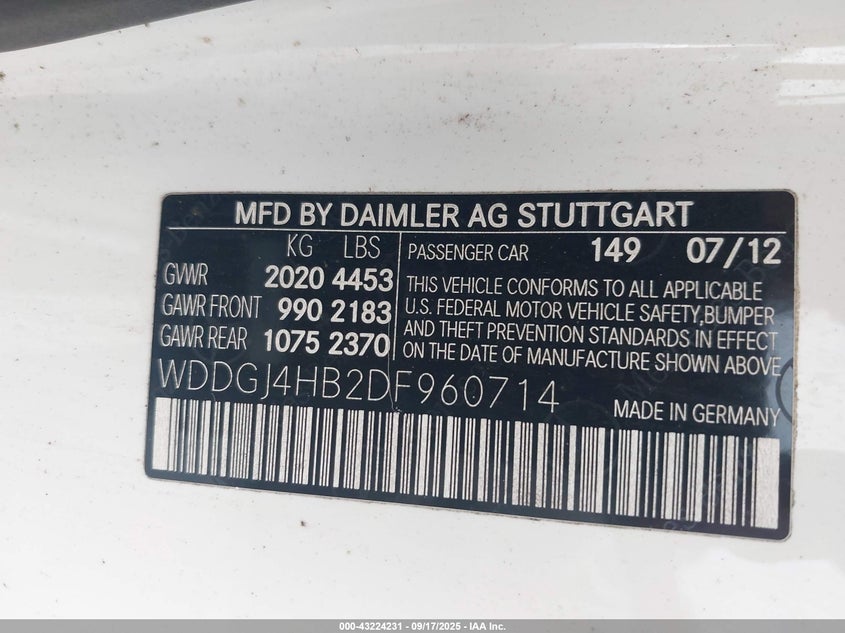 MFD BY DAIMLER AG STUTTGART
KG LBS
GVWR 2020 4453
GAWR FRONT 990 2183
GAWR REAR 1075 2370
PASSENGER CAR 149 07/12
THIS VEHICLE CONFORMS TO ALL APPLICABLE
U.S. FEDERAL MOTOR VEHICLE SAFETY,BUMPER
AND THEFT PREVENTION STANDARDS IN EFFECT
ON THE DATE OF MANUFACTURE SHOWN ABOVE
WDDGJ4HB2DF960714
MADE IN GERMANY
000-43224231 | 09/17/2025 - IAA Inc.